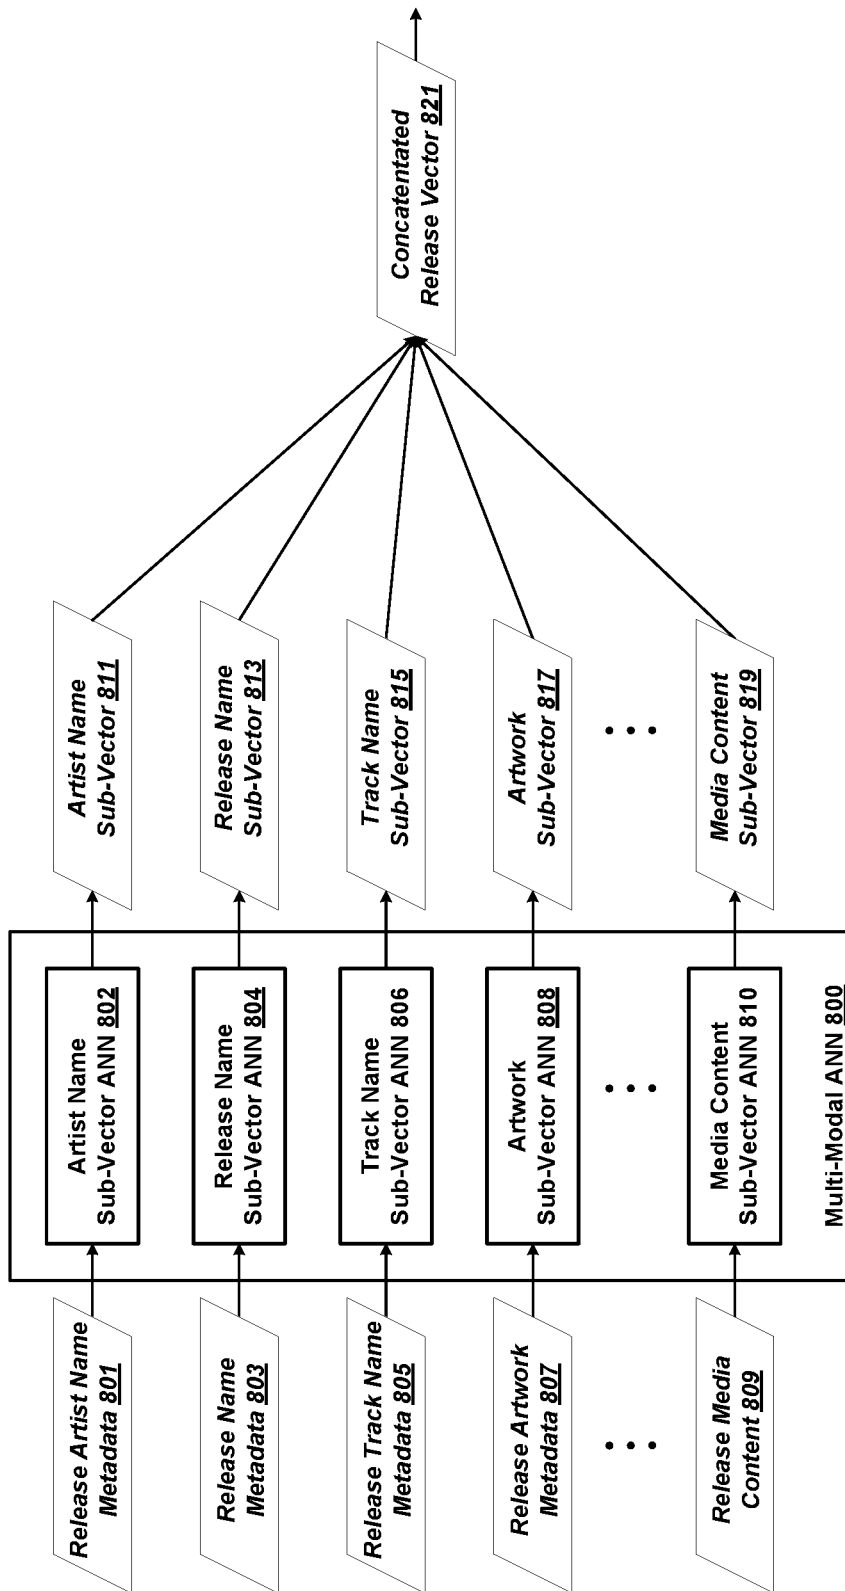 Release Artist Name
Metadata 801
Artist Name
Sub-Vector ANN 802
Artist Name
Sub-Vector 811
Release Name
Metadata 803
Release Name
Sub-Vector ANN 804
Release Name
Sub-Vector 813
Release Track Name
Metadata 805
Track Name
Sub-Vector ANN 806
Track Name
Sub-Vector 815
Release Artwork
Metadata 807
Artwork
Sub-Vector ANN 808
Artwork
Sub-Vector 817
Release Media
Content 809
Media Content
Sub-Vector ANN 810
Media Content
Sub-Vector 819
Multi-Modal ANN 800
Concatentated
Release Vector 821